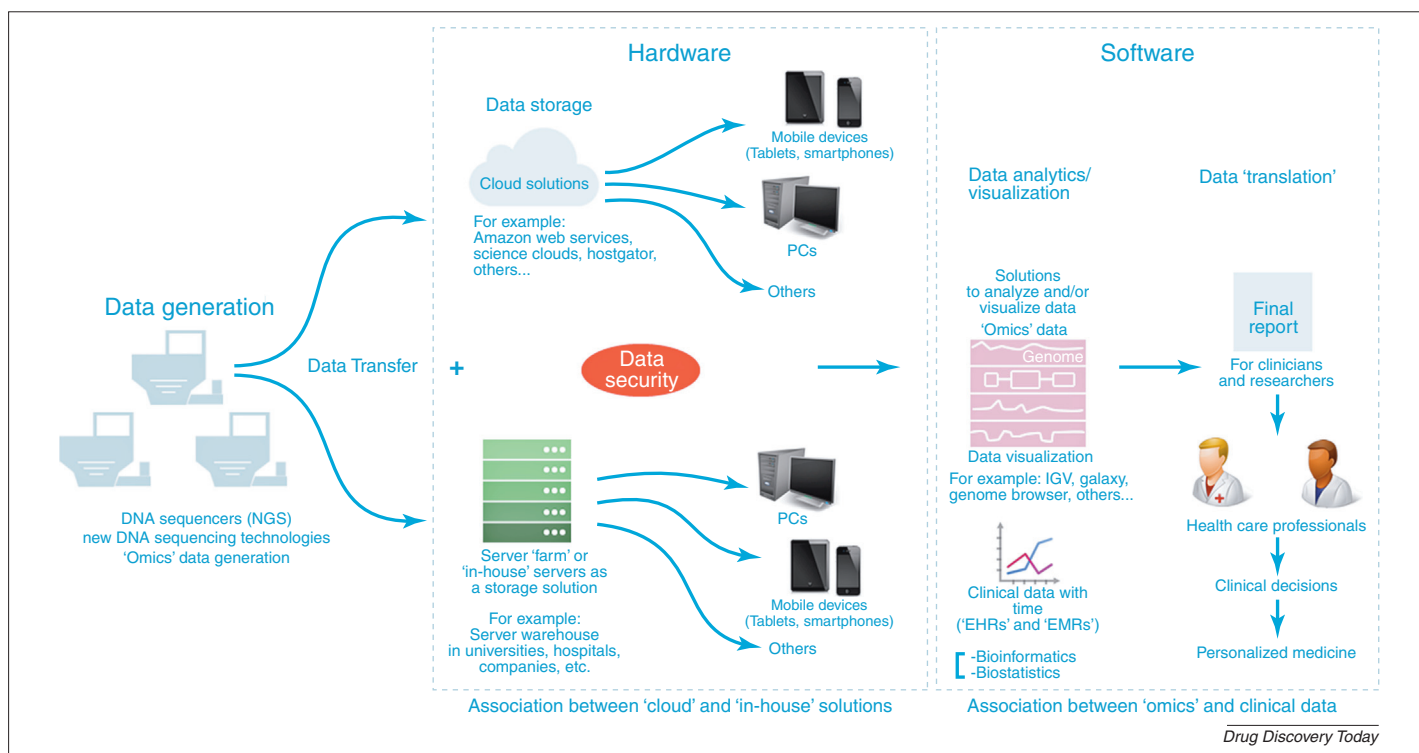 Data generation
DNA sequencers (NGS)
new DNA sequencing technologies
'Omics' data generation
Data Transfer
Hardware
Data storage
Cloud solutions
For example:
Amazon web services,
science clouds, hostgator,
others...
Mobile devices
(Tablets, smartphones)
PCs
Others
+
Data
security
Server 'farm' or
'in-house' servers as
a storage solution
For example:
Server warehouse
in universities, hospitals,
companies, etc.
PCs
Mobile devices
(Tablets, smartphones)
Others
Association between 'cloud' and 'in-house' solutions
Software
Data analytics/
visualization
Solutions
to analyze and/or
visualize data
'Omics' data
Genome
Data visualization
For example: IGV, galaxy,
genome browser, others...
Clinical data with
time
('EHRs' and 'EMRs')
-Bioinformatics
-Biostatistics
Data 'translation'
Final
report
For clinicians
and researchers
Health care professionals
Clinical decisions
Personalized medicine
Association between 'omics' and clinical data
Drug Discovery Today